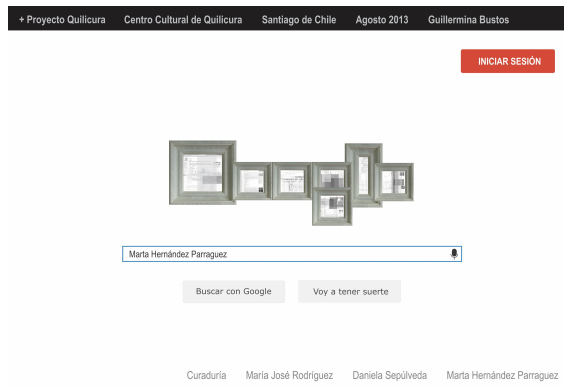 + Proyecto Quilicura Centro Cultural de Quilicura Santiago de Chile Agosto 2013 Guillermina Bustos
INICIAR SESIÓN
Marta Hernández Parraguez
Buscar con Google Voy a tener suerte
Curaduría María José Rodríguez Daniela Sepúlveda Marta Hernández Parraguez